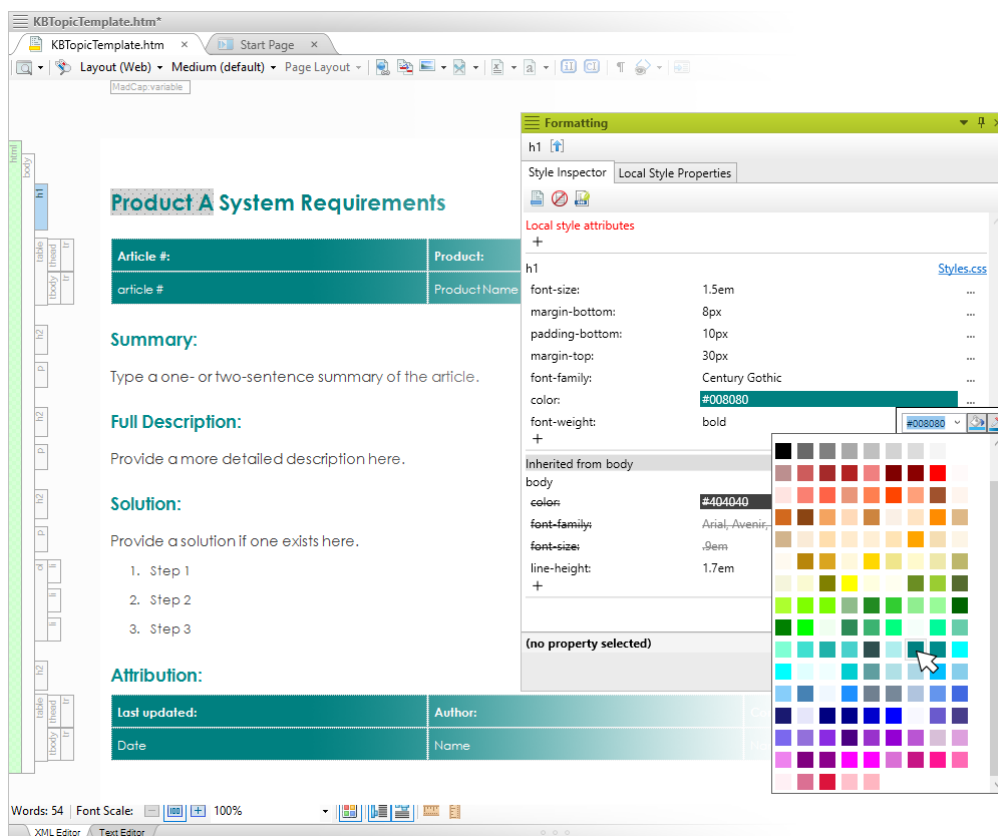 KBTopicTemplate.htm*
KBTopicTemplate.htm × Start Page ×
Layout (Web) Medium (default) Page Layout
MadCap:variable
html
body
h1
Product A System Requirements
table
thead
tr
tbody
tr
Article #: Product:
article # Product Name
h2
Summary:
p
Type a one- or two-sentence summary of the article.
h2
Full Description:
p
Provide a more detailed description here.
h2
Solution:
p
Provide a solution if one exists here.
ol
li
1. Step 1
li
2. Step 2
li
3. Step 3
h2
Attribution:
table
thead
tr
tbody
tr
Last updated: Author:
Date Name
Words: 54 Font Scale: 100 100%
XML Editor Text Editor
Formatting
h1
Style Inspector Local Style Properties
Local style attributes
+
h1 Styles.css
font-size: 1.5em ...
margin-bottom: 8px ...
padding-bottom: 10px ...
margin-top: 30px ...
font-family: Century Gothic ...
color: #008080 ...
font-weight: bold
+
#008080
Inherited from body
body
color: #404040
font-family: Arial, Avenir,
font-size: .9em
line-height: 1.7em
+
(no property selected)